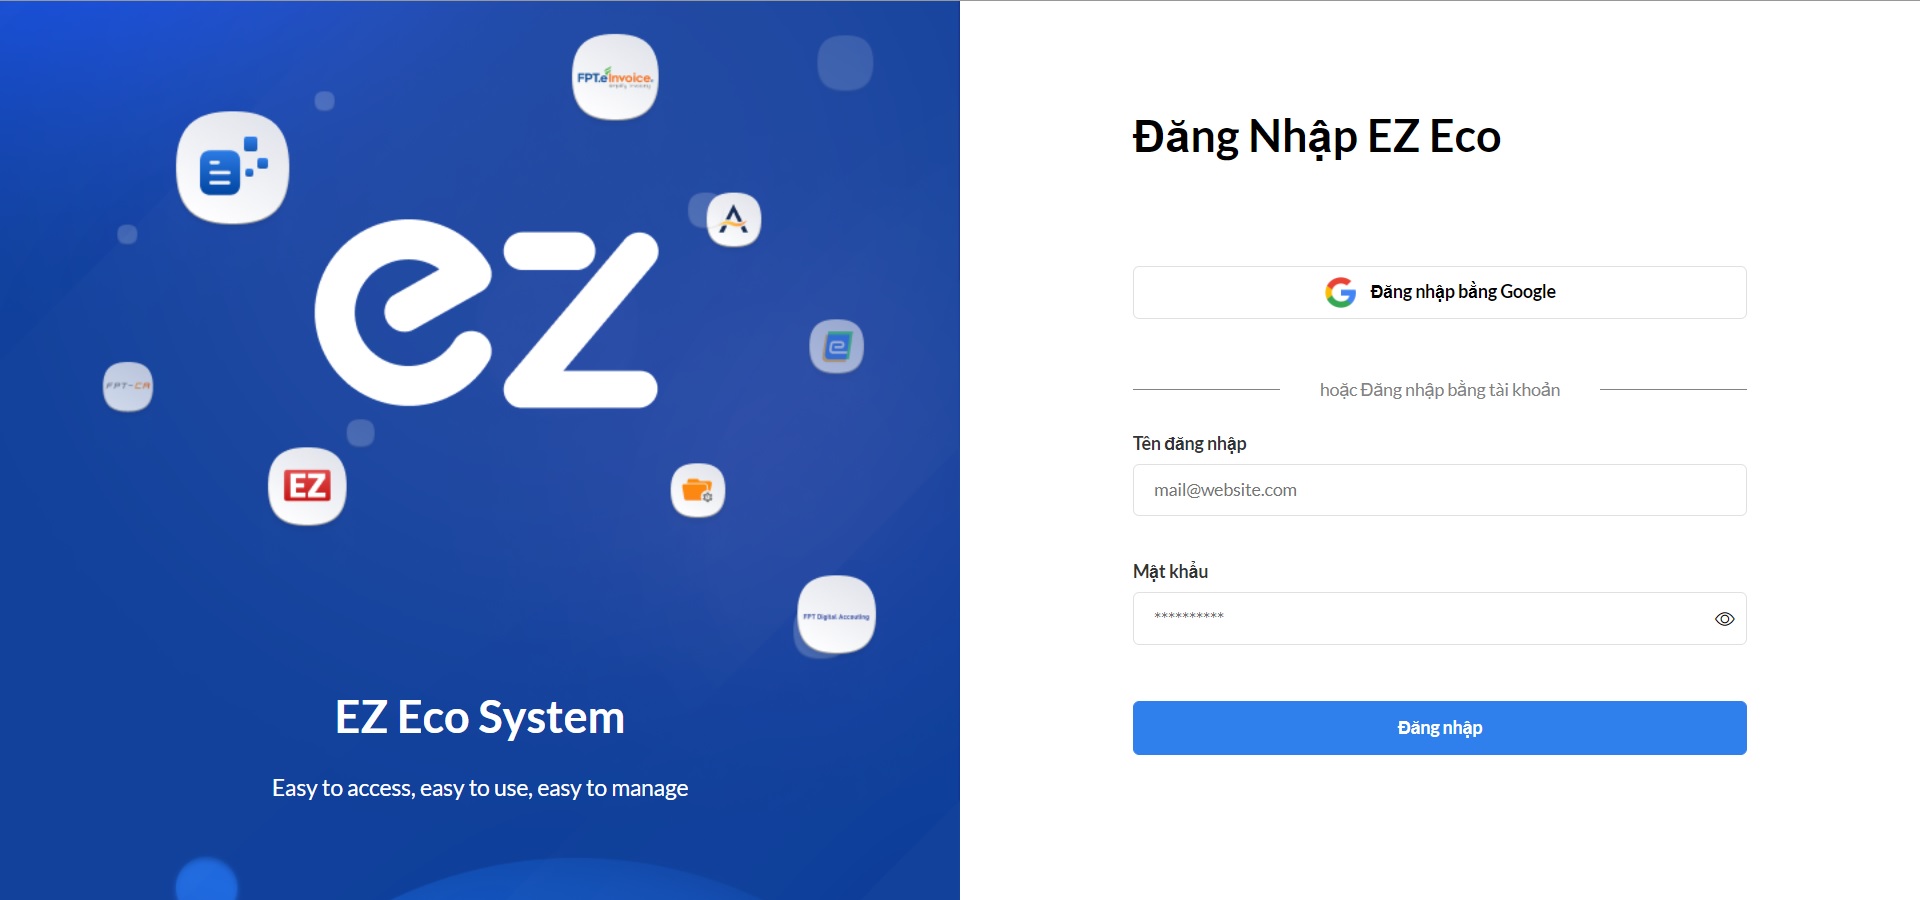 FPT.eInvoice.
ez
FPT-CA
EZ
FPT Digital Accouting
EZ Eco System
Easy to access, easy to use, easy to manage
Đăng Nhập EZ Eco
Đăng nhập bằng Google
hoặc Đăng nhập bằng tài khoản
Tên đăng nhập
mail@website.com
Mật khẩu
**********
Đăng nhập